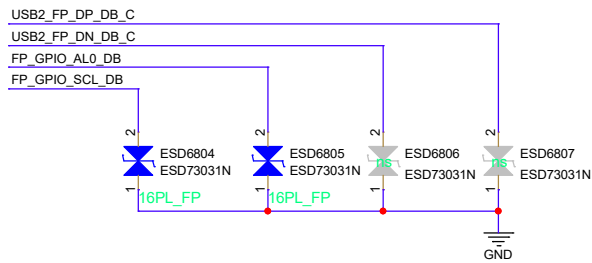 USB2_FP_DP_DB_C
USB2_FP_DN_DB_C
FP_GPIO_AL0_DB
FP_GPIO_SCL_DB
2 2 2 2
ESD6804 ESD6805 ESD6806 ESD6807
ns ns
ESD73031N ESD73031N ESD73031N ESD73031N
1 1 1 1
16PL_FP 16PL_FP
GND